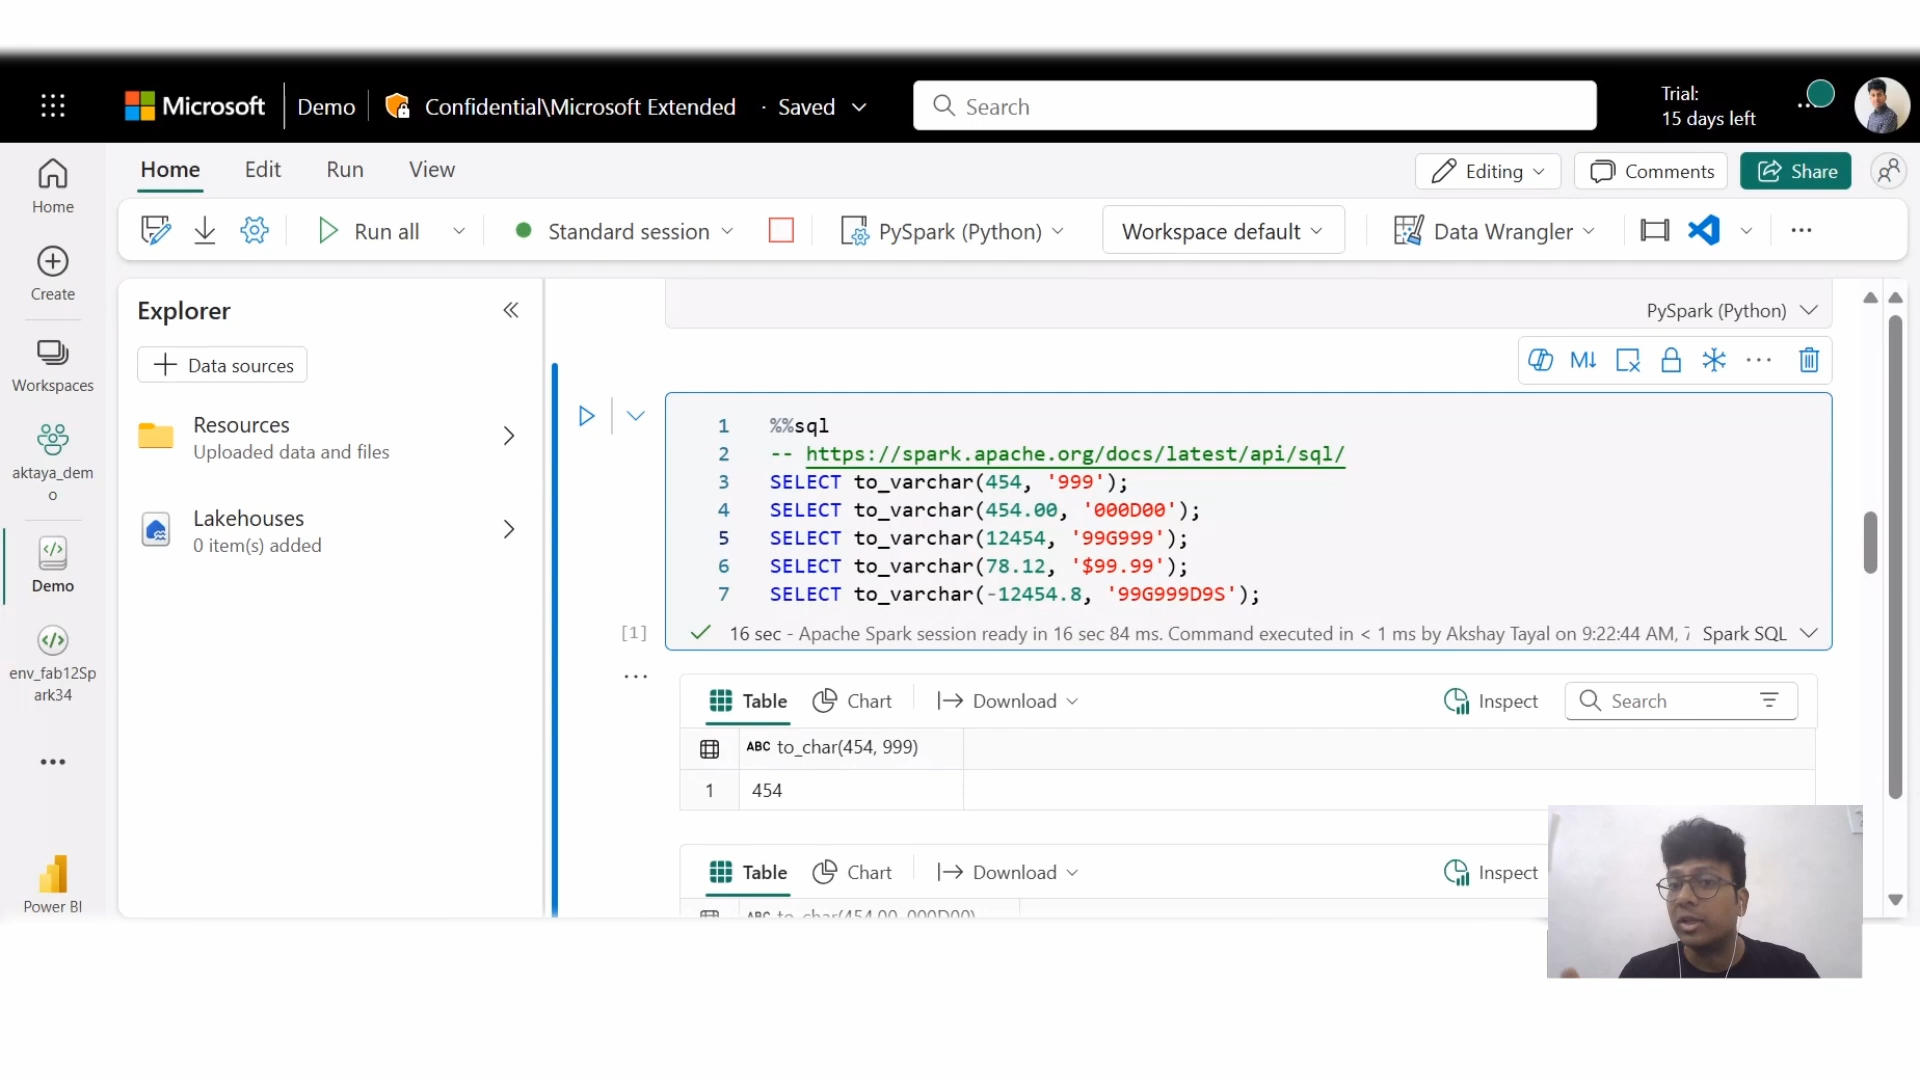 Microsoft
Demo
Confidential\Microsoft Extended
· Saved
Search
Trial:
15 days left
Home
Edit
Run
View
Editing
Comments
Share
Run all
Standard session
PySpark (Python)
Workspace default
Data Wrangler
Home
Create
Workspaces
aktaya_dem
o
Demo
env_fab12Sp
ark34
Power BI
Explorer
Data sources
Resources
Uploaded data and files
Lakehouses
0 item(s) added
PySpark (Python)
M↓
1 %%sql
2 -- https://spark.apache.org/docs/latest/api/sql/
3 SELECT to_varchar(454, '999');
4 SELECT to_varchar(454.00, '000D00');
5 SELECT to_varchar(12454, '99G999');
6 SELECT to_varchar(78.12, '$99.99');
7 SELECT to_varchar(-12454.8, '99G999D9S');
[1]
16 sec - Apache Spark session ready in 16 sec 84 ms. Command executed in < 1 ms by Akshay Tayal on 9:22:44 AM, 7
Spark SQL
Table
Chart
Download
Inspect
Search
ABC to_char(454, 999)
1 454
Table
Chart
Download
Inspect
ABC to_char(454.00, 000D00)